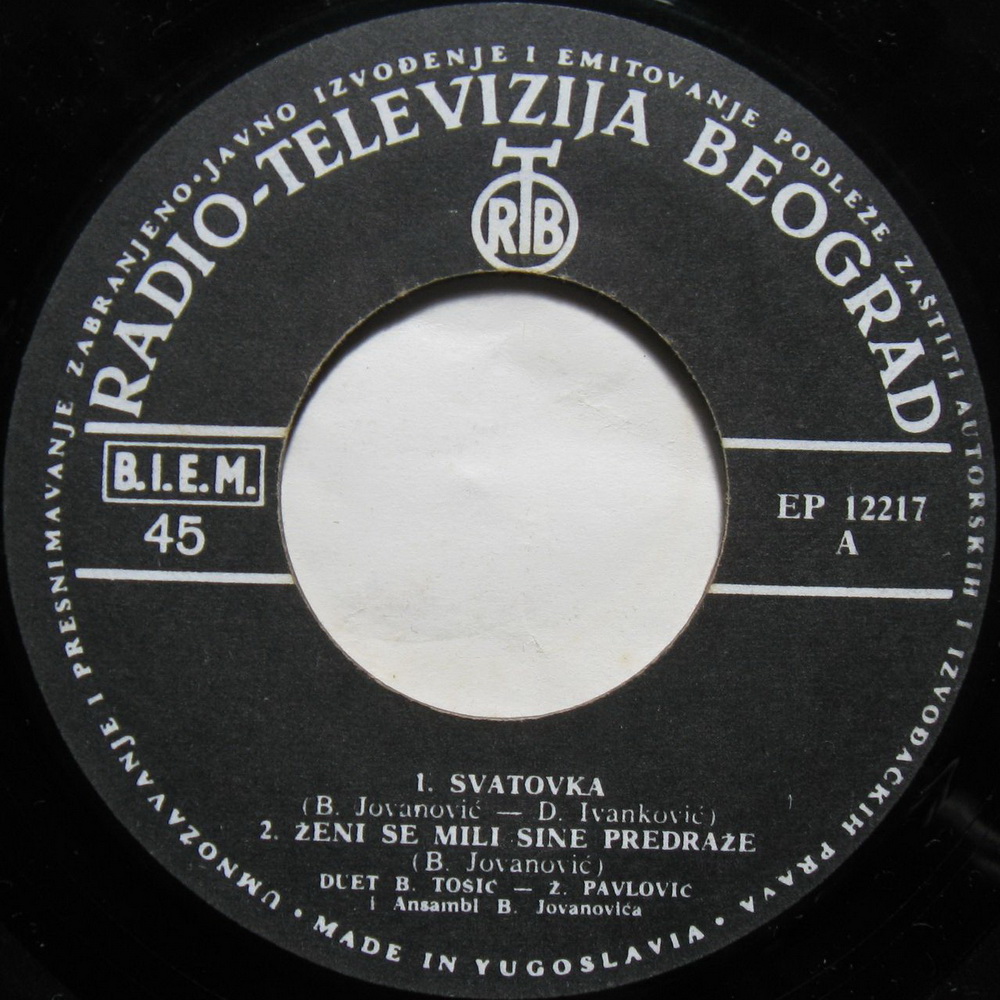 UMNOŽAVANJE I PRESNIMAVANJE ZABRANJENO · JAVNO IZVOĐENJE I EMITOVANJE PODLEŽE ZAŠTITI AUTORSKIH I IZVOĐAČKIH PRAVA ·
RADIO-TELEVIZIJA BEOGRAD
RTB
B.I.E.M.
45
EP 12217
A
1. SVATOVKA
(B. Jovanović — D. Ivanković)
2. ŽENI SE MILI SINE PREDRAŽE
(B. Jovanović)
DUET B. TOŠIĆ — Ž. PAVLOVIĆ
i Ansambl B. Jovanovića
MADE IN YUGOSLAVIA ·